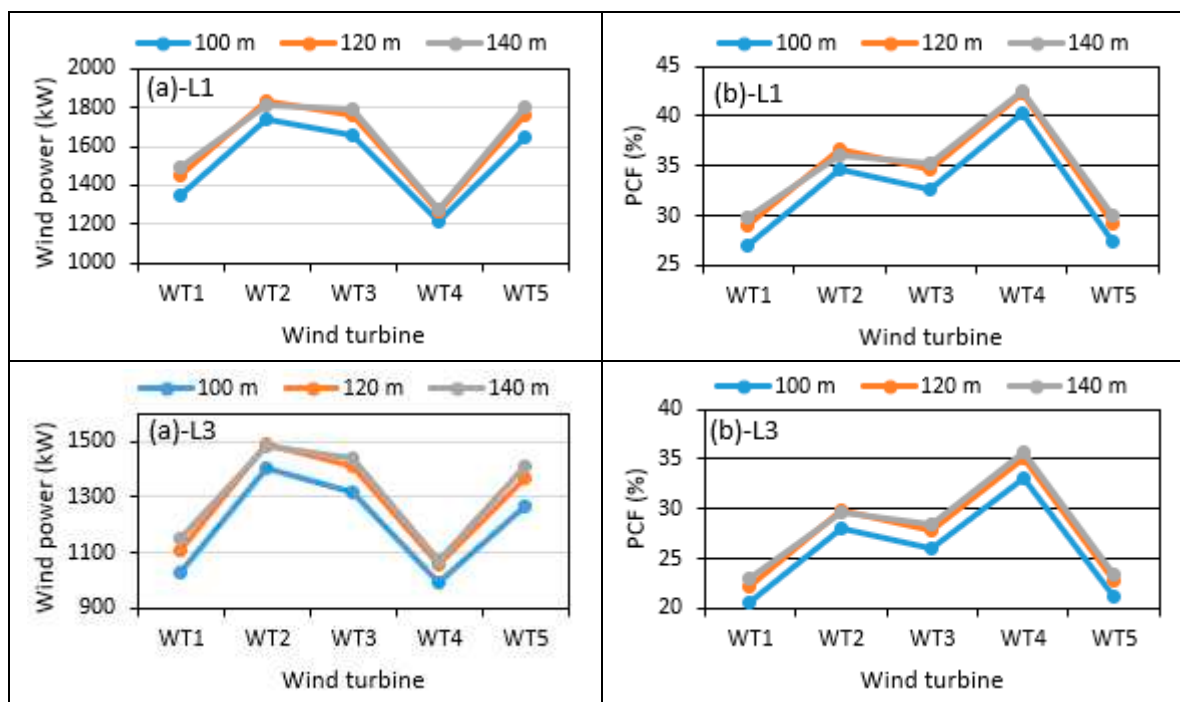 100 m 120 m 140 m
(a)-L1
Wind power (kW)
2000
1800
1600
1400
1200
1000
WT1 WT2 WT3 WT4 WT5
Wind turbine
100 m 120 m 140 m
(b)-L1
PCF (%)
45
40
35
30
25
WT1 WT2 WT3 WT4 WT5
Wind turbine
100 m 120 m 140 m
(a)-L3
Wind power (kW)
1500
1300
1100
900
WT1 WT2 WT3 WT4 WT5
Wind turbine
100 m 120 m 140 m
(b)-L3
PCF (%)
40
35
30
25
20
WT1 WT2 WT3 WT4 WT5
Wind turbine